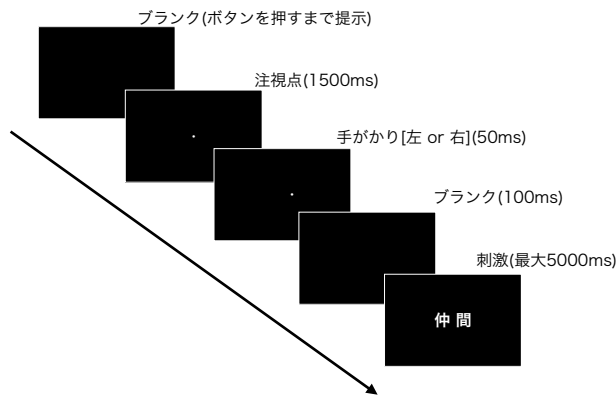 ブランク(ボタンを押すまで提示)
注視点(1500ms)
手がかり[左 or 右](50ms)
ブランク(100ms)
刺激(最大5000ms)
仲 間